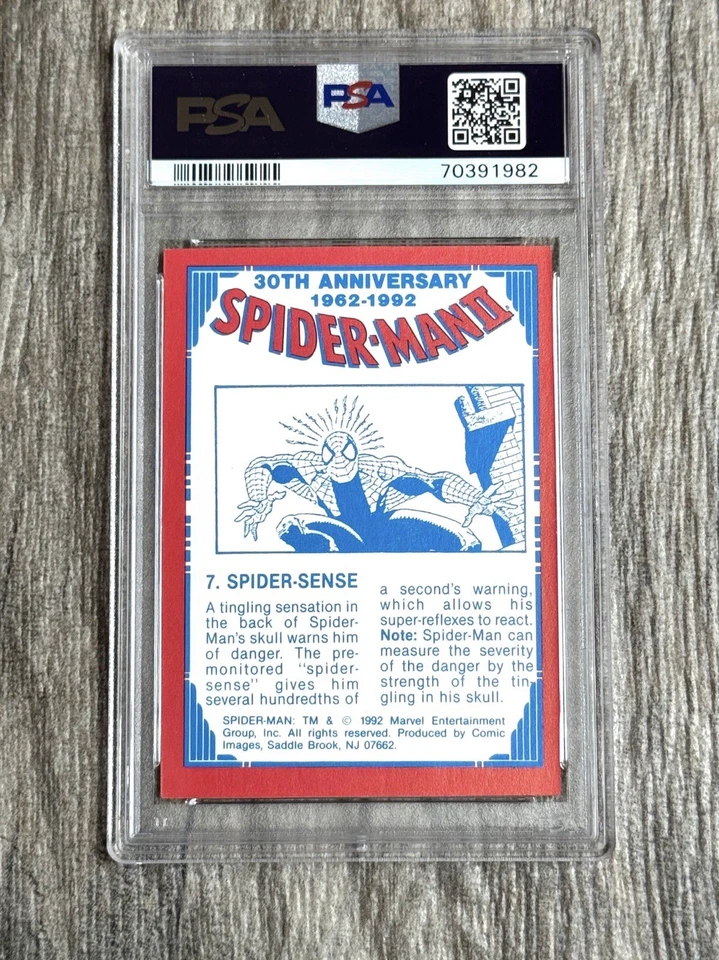 PSA
PSA
70391982
30TH ANNIVERSARY
1962-1992
SPIDER-MAN II
7. SPIDER-SENSE
A tingling sensation in
the back of Spider-
Man's skull warns him
of danger. The pre-
monitored "spider-
sense" gives him
several hundredths of
a second's warning,
which allows his
super-reflexes to react.
Note: Spider-Man can
measure the severity
of the danger by the
strength of the tin-
gling in his skull.
SPIDER-MAN: TM & © 1992 Marvel Entertainment
Group, Inc. All rights reserved. Produced by Comic
Images, Saddle Brook, NJ 07662.